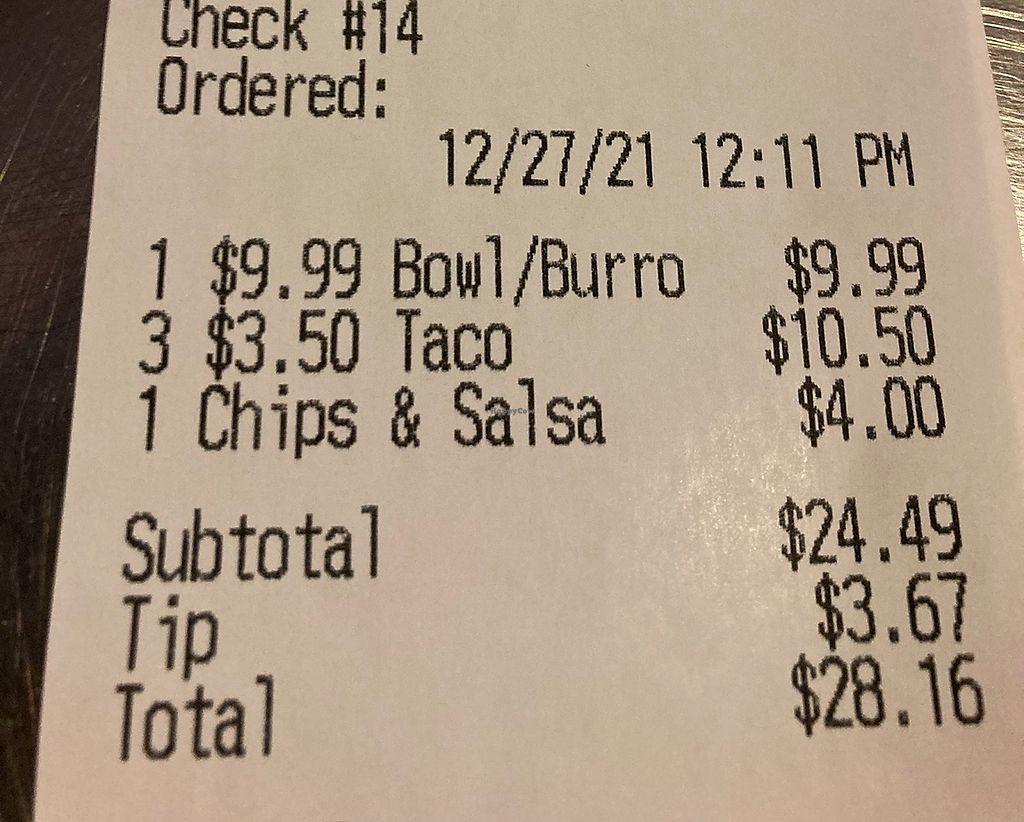 Check #14
Ordered:
12/27/21 12:11 PM
1 $9.99 Bowl/Burro $9.99
3 $3.50 Taco $10.50
1 Chips & Salsa $4.00
Subtotal $24.49
Tip $3.67
Total $28.16